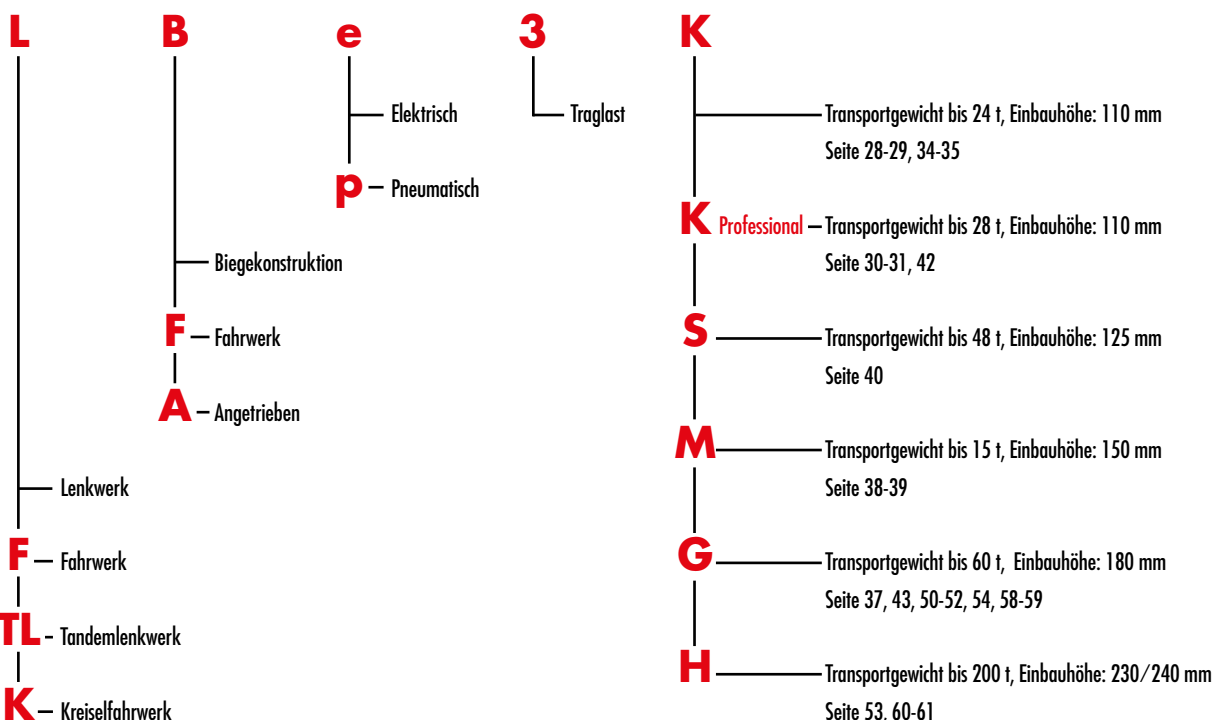 L B e 3 K
Elektrisch
Traglast
Transportgewicht bis 24 t, Einbauhöhe: 110 mm
Seite 28-29, 34-35
p Pneumatisch
K Professional Transportgewicht bis 28 t, Einbauhöhe: 110 mm
Seite 30-31, 42
Biegekonstruktion
F Fahrwerk
S Transportgewicht bis 48 t, Einbauhöhe: 125 mm
Seite 40
A Angetrieben
M Transportgewicht bis 15 t, Einbauhöhe: 150 mm
Seite 38-39
Lenkwerk
F Fahrwerk
G Transportgewicht bis 60 t, Einbauhöhe: 180 mm
Seite 37, 43, 50-52, 54, 58-59
TL Tandemlenkwerk
H Transportgewicht bis 200 t, Einbauhöhe: 230/240 mm
Seite 53, 60-61
K Kreiselfahrwerk